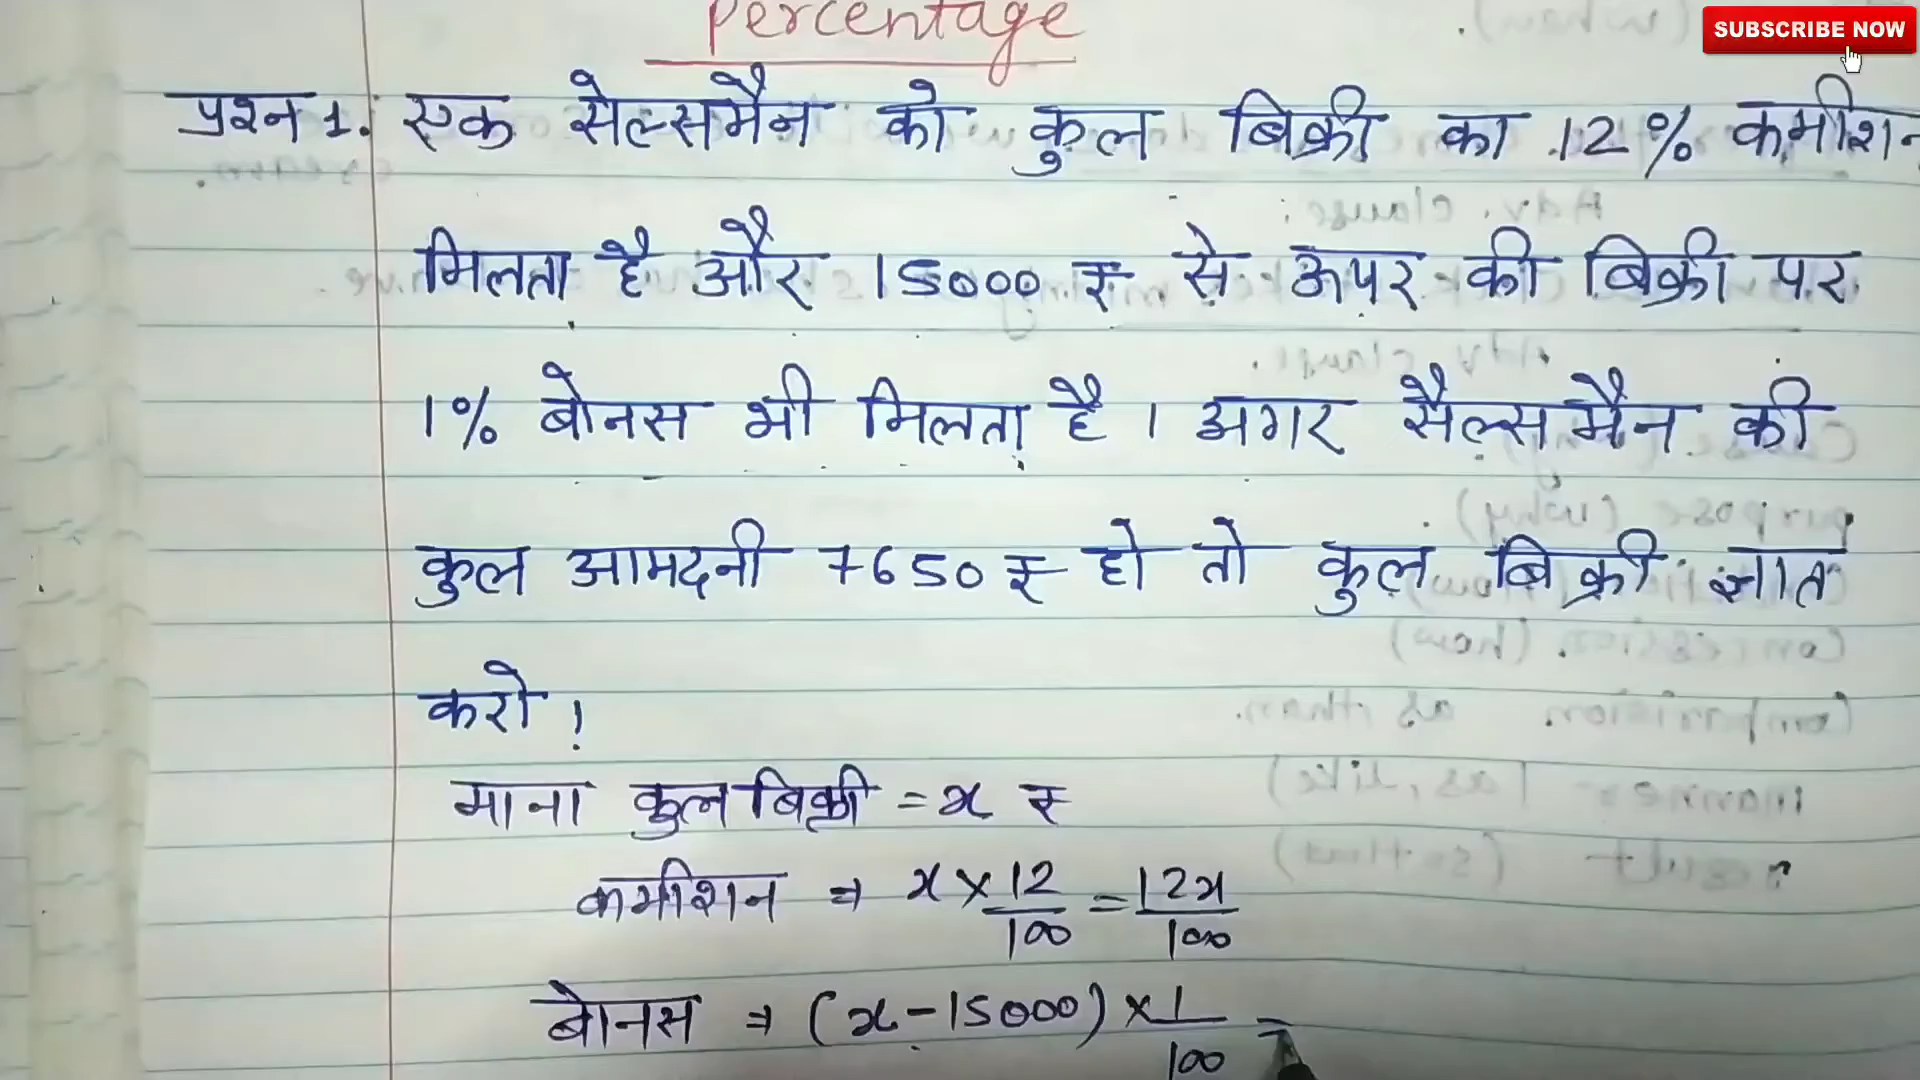 Percentage
SUBSCRIBE NOW
प्रश्न 1. एक सेल्समैन को कुल बिक्री का 12% कमीशन
मिलता है और 15000 ₹ से ऊपर की बिक्री पर
1% बोनस भी मिलता है । अगर सैल्समैन की
कुल आमदनी 7650 ₹ हो तो कुल बिक्री ज्ञात
करो !
माना कुल बिक्री = x ₹
कमीशन ⇒ x × 12/100 = 12x/100
बोनस ⇒ (x - 15000) × 1/100 =